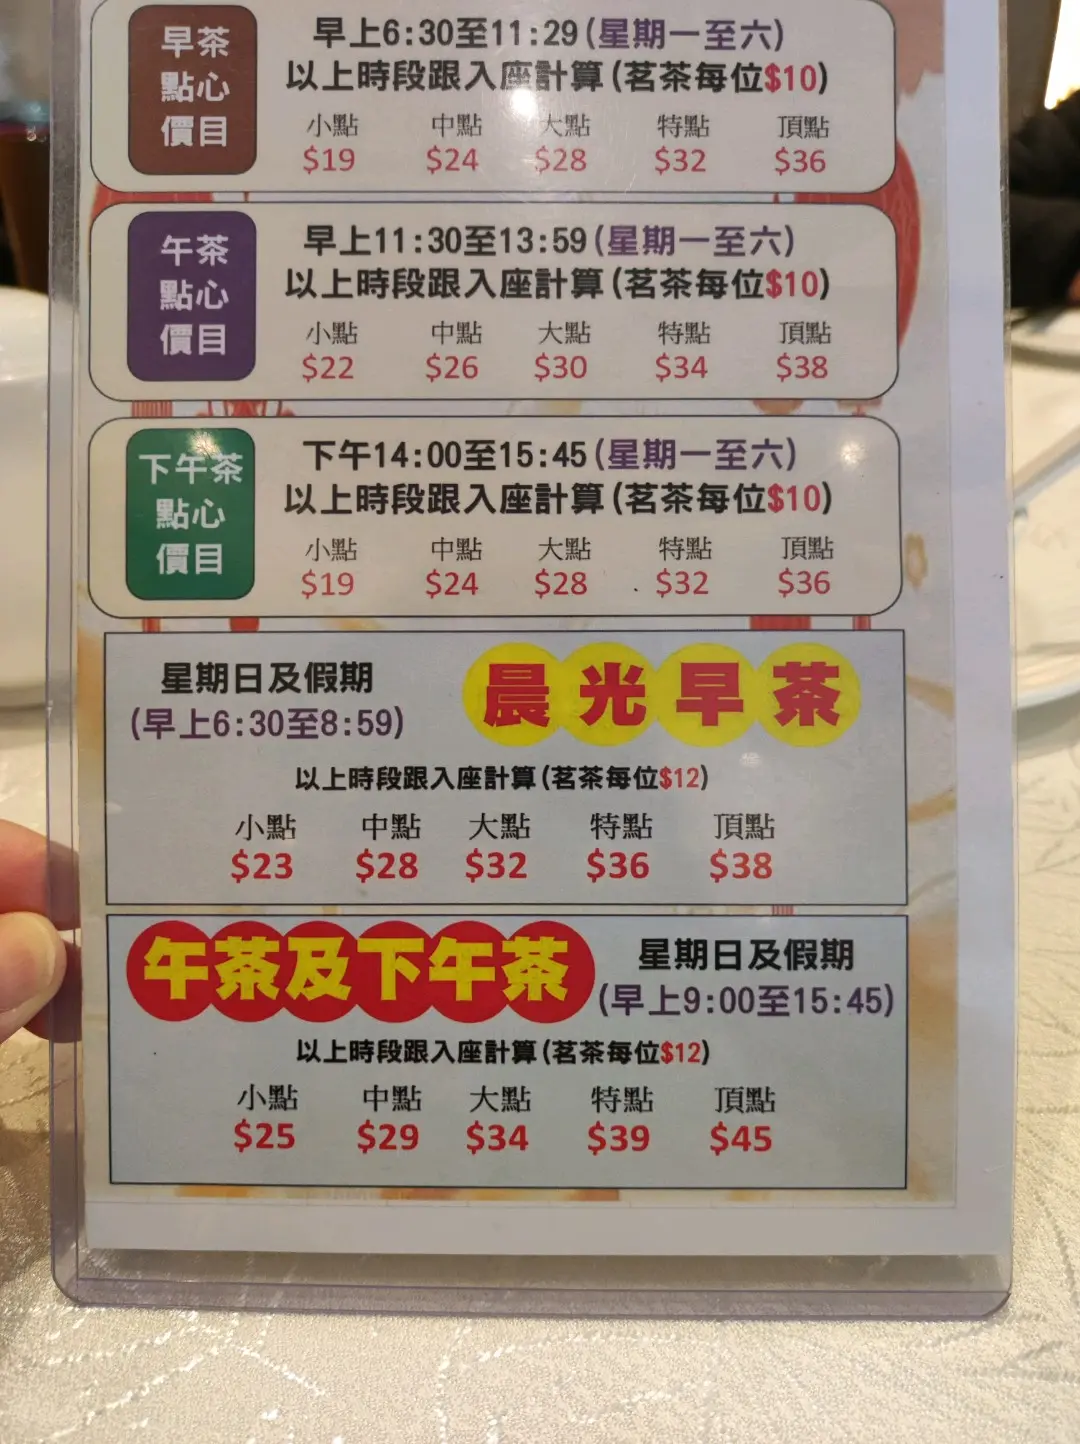 早茶
點心
價目
早上6:30至11:29(星期一至六)
以上時段跟入座計算(茗茶每位$10)
小點 中點 大點 特點 頂點
$19 $24 $28 $32 $36
午茶
點心
價目
早上11:30至13:59(星期一至六)
以上時段跟入座計算(茗茶每位$10)
小點 中點 大點 特點 頂點
$22 $26 $30 $34 $38
下午茶
點心
價目
下午14:00至15:45(星期一至六)
以上時段跟入座計算(茗茶每位$10)
小點 中點 大點 特點 頂點
$19 $24 $28 $32 $36
星期日及假期
(早上6:30至8:59)
晨光早茶
以上時段跟入座計算(茗茶每位$12)
小點 中點 大點 特點 頂點
$23 $28 $32 $36 $38
午茶及下午茶
星期日及假期
(早上9:00至15:45)
以上時段跟入座計算(茗茶每位$12)
小點 中點 大點 特點 頂點
$25 $29 $34 $39 $45